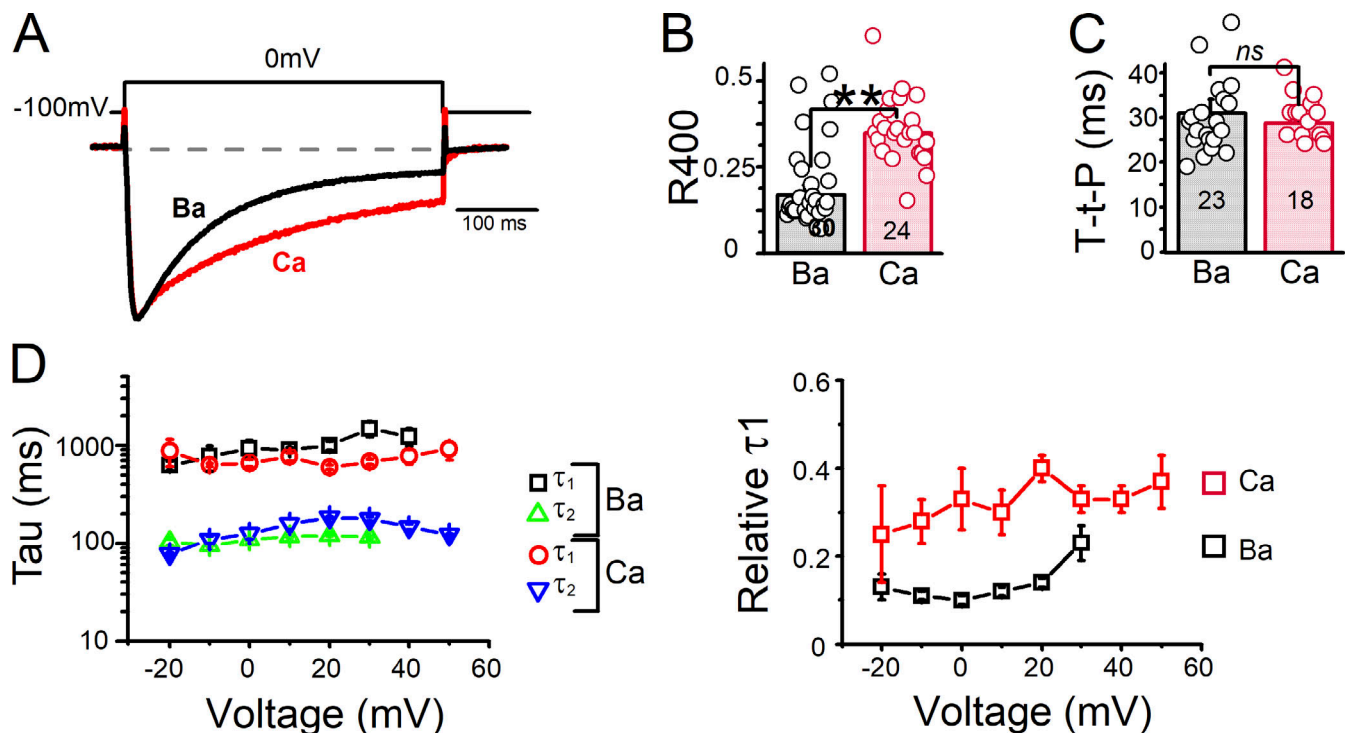 A
0mV
-100mV
Ba
Ca
100 ms
B
R400
0.5
0.25
0
**
24
Ba
Ca
C
T-t-P (ms)
40
30
20
10
0
ns
23
18
Ba
Ca
D
Tau (ms)
1000
100
10
-20
0
20
40
60
Voltage (mV)
τ1
τ2
Ba
τ1
τ2
Ca
Relative τ1
0.6
0.4
0.2
0
-20
0
20
40
60
Voltage (mV)
Ca
Ba